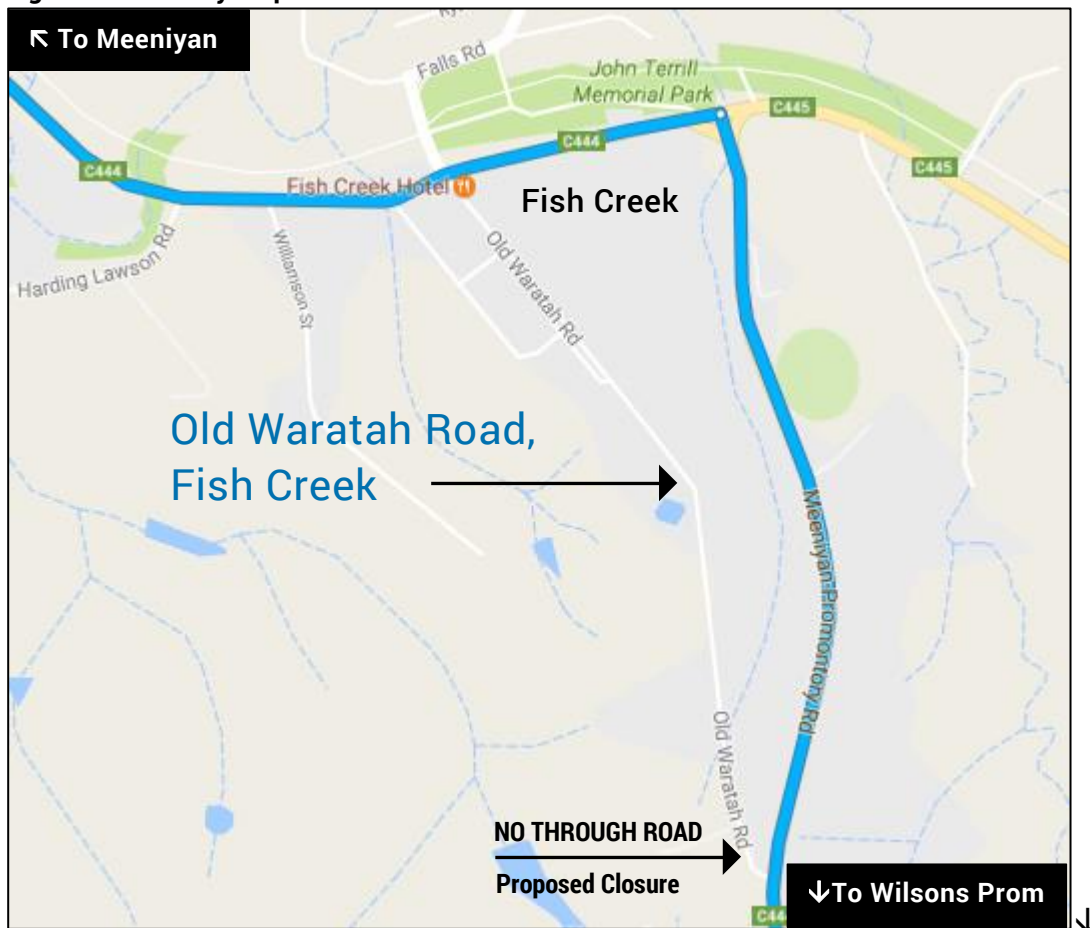 ↖ To Meeniyan
Falls Rd
John Terrill
Memorial Park
C445
C444
C445
C444
Fish Creek Hotel
Fish Creek
Harding Lawson Rd
Williamson St
Old Waratah Rd
Old Waratah Road,
Fish Creek
Meeniyan-Promontory Rd
Old Waratah Rd
NO THROUGH ROAD
Proposed Closure
↓To Wilsons Prom